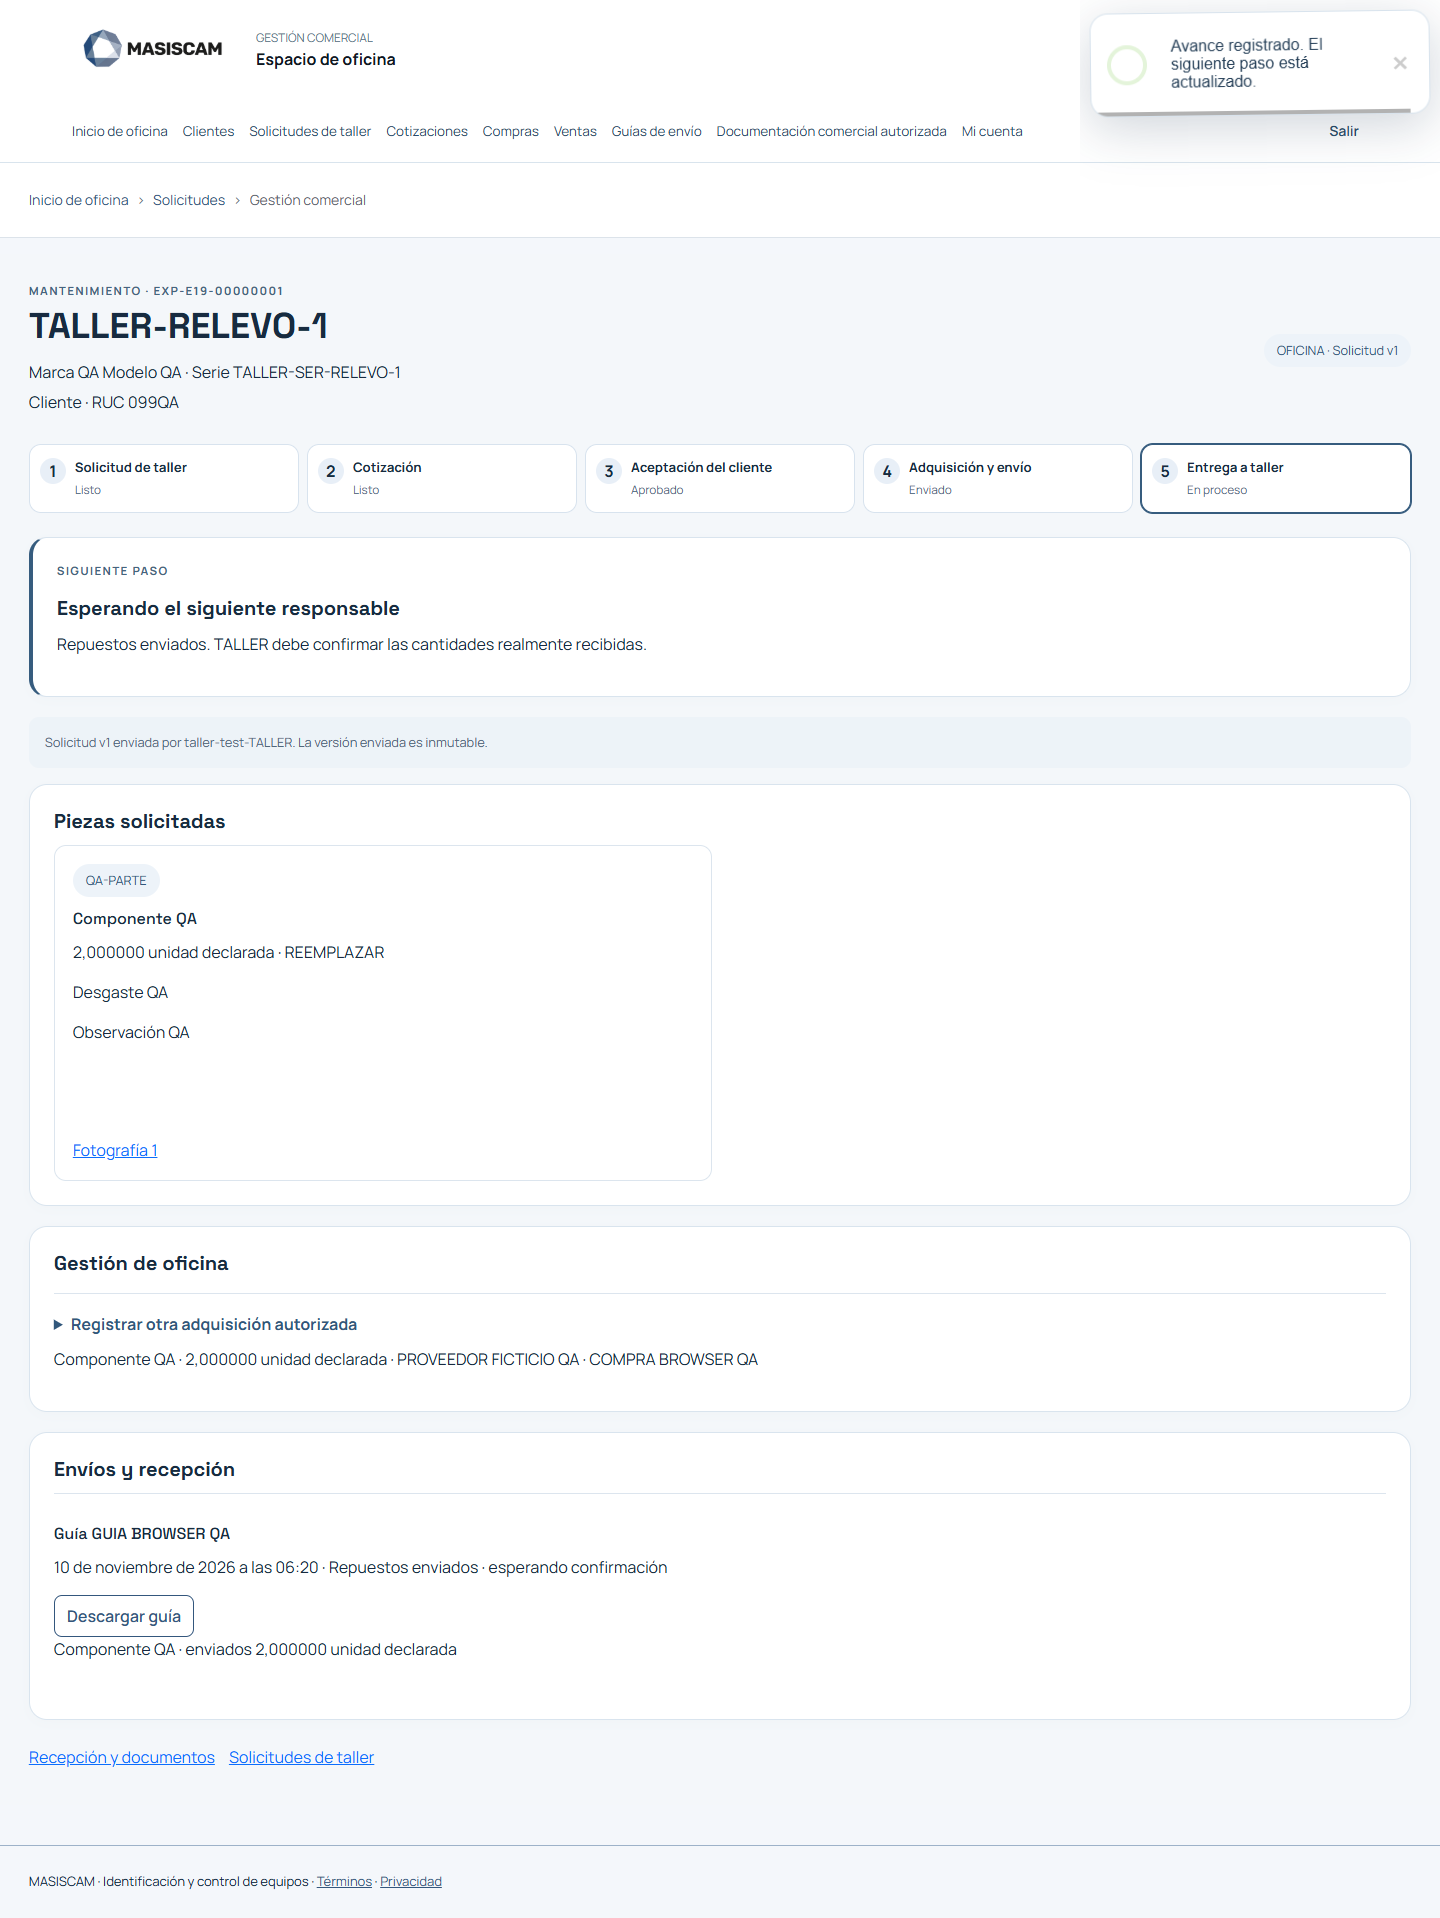 MASISCAM
GESTIÓN COMERCIAL
Espacio de oficina
Avance registrado. El
siguiente paso está
actualizado.
×
Inicio de oficina Clientes Solicitudes de taller Cotizaciones Compras Ventas Guías de envío Documentación comercial autorizada Mi cuenta Salir
Inicio de oficina › Solicitudes › Gestión comercial
MANTENIMIENTO · EXP-E19-00000001
TALLER-RELEVO-1
OFICINA · Solicitud v1
Marca QA Modelo QA · Serie TALLER-SER-RELEVO-1
Cliente · RUC 099QA
1 Solicitud de taller
Listo
2 Cotización
Listo
3 Aceptación del cliente
Aprobado
4 Adquisición y envío
Enviado
5 Entrega a taller
En proceso
SIGUIENTE PASO
Esperando el siguiente responsable
Repuestos enviados. TALLER debe confirmar las cantidades realmente recibidas.
Solicitud v1 enviada por taller-test-TALLER. La versión enviada es inmutable.
Piezas solicitadas
QA-PARTE
Componente QA
2,000000 unidad declarada · REEMPLAZAR
Desgaste QA
Observación QA
Fotografía 1
Gestión de oficina
▶ Registrar otra adquisición autorizada
Componente QA · 2,000000 unidad declarada · PROVEEDOR FICTICIO QA · COMPRA BROWSER QA
Envíos y recepción
Guía GUIA BROWSER QA
10 de noviembre de 2026 a las 06:20 · Repuestos enviados · esperando confirmación
Descargar guía
Componente QA · enviados 2,000000 unidad declarada
Recepción y documentos Solicitudes de taller
MASISCAM · Identificación y control de equipos · Términos · Privacidad